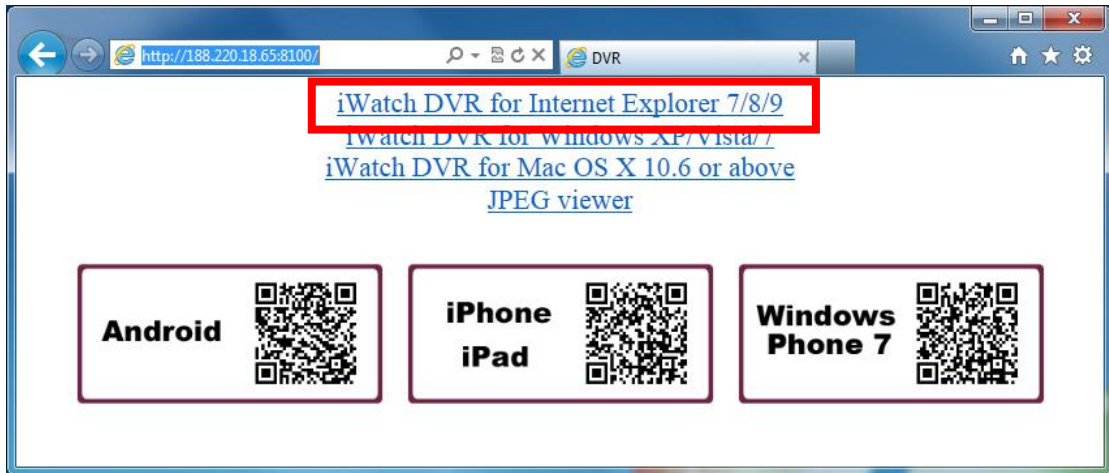 http://188.220.18.65:8100/
DVR
iWatch DVR for Internet Explorer 7/8/9
iWatch DVR for Windows XP/Vista/7
iWatch DVR for Mac OS X 10.6 or above
JPEG viewer
Android
iPhone
iPad
Windows
Phone 7